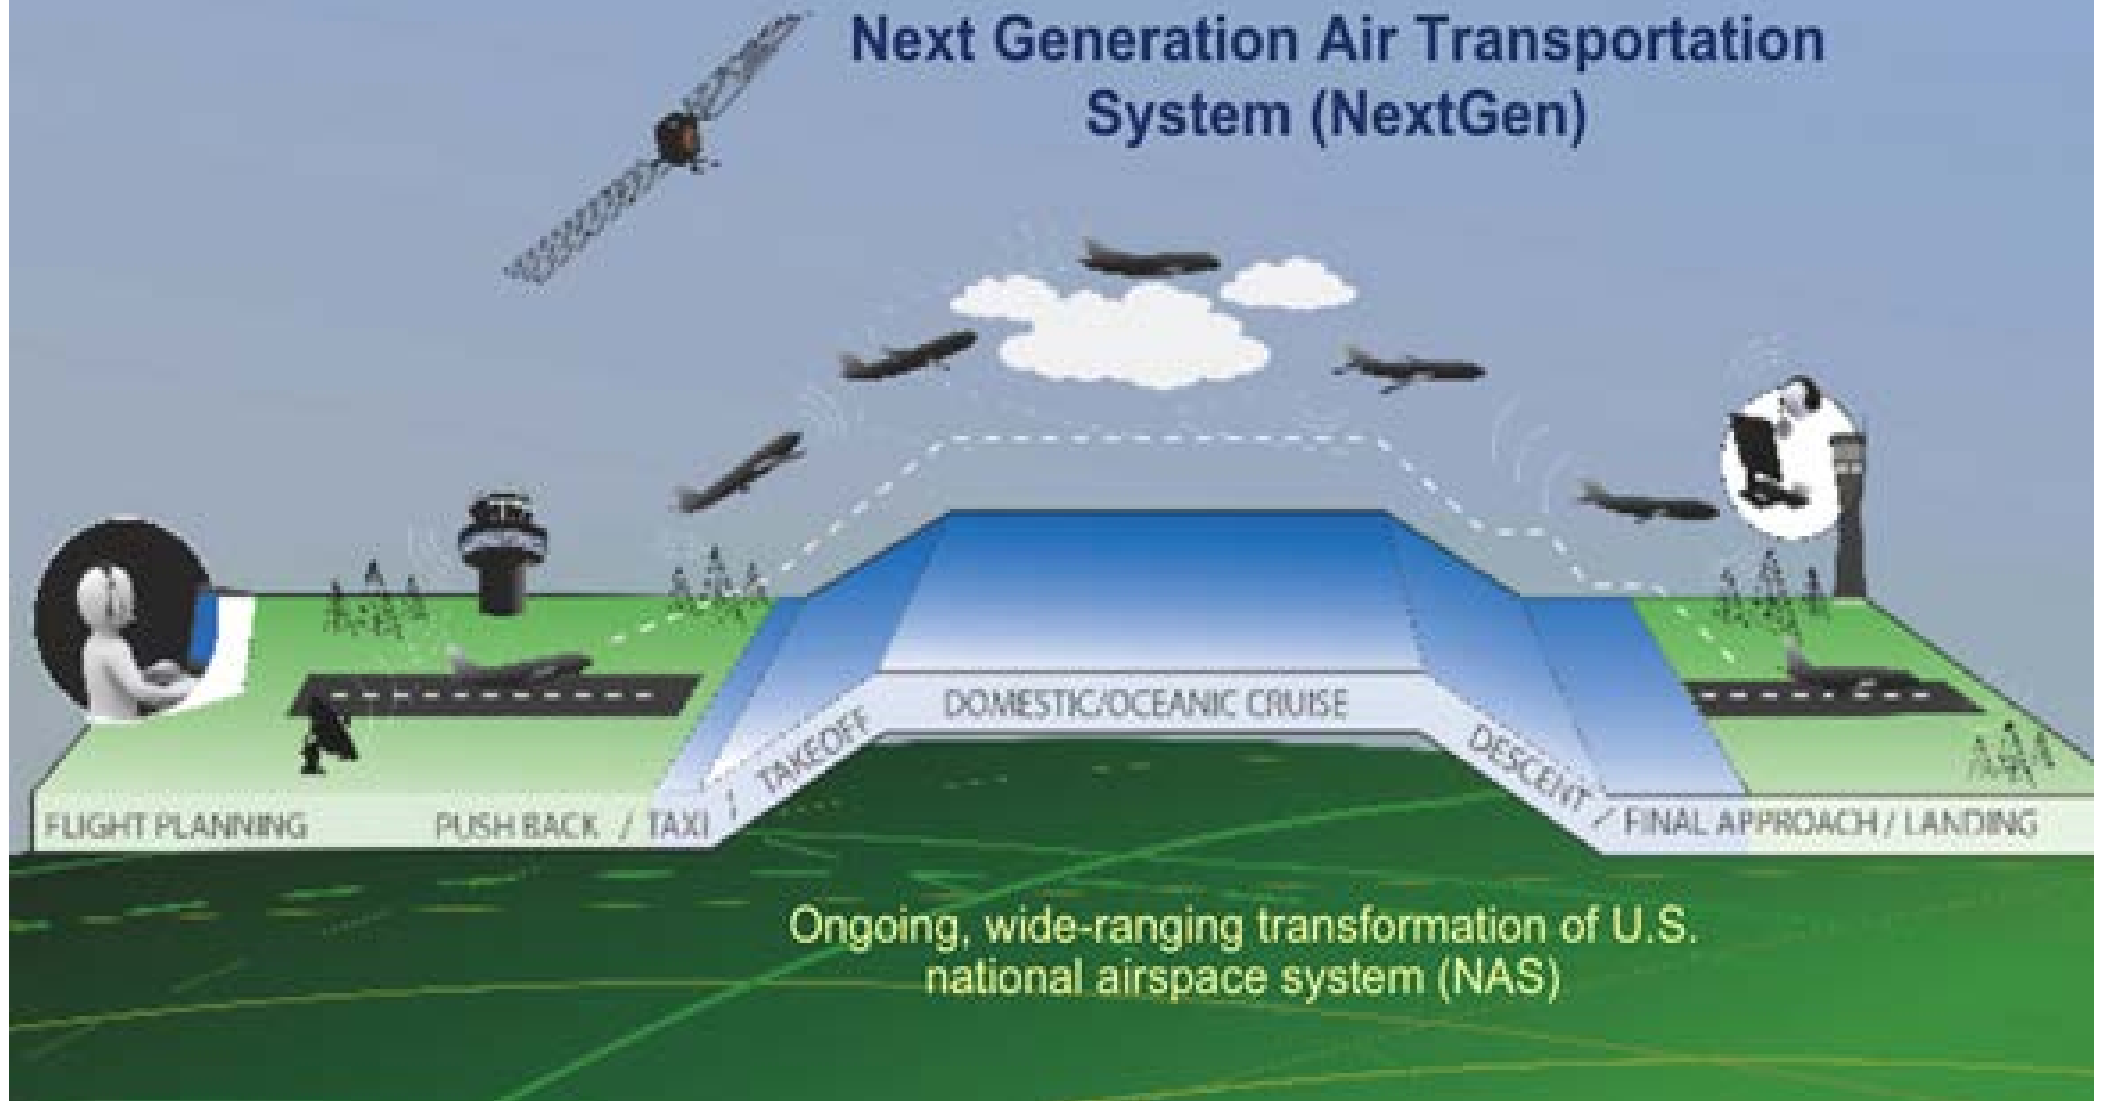 Next Generation Air Transportation
System (NextGen)
DOMESTIC/OCEANIC CRUISE
TAKEOFF
DESCENT /
FLIGHT PLANNING
PUSH BACK / TAXI /
FINAL APPROACH / LANDING
Ongoing, wide-ranging transformation of U.S.
national airspace system (NAS)